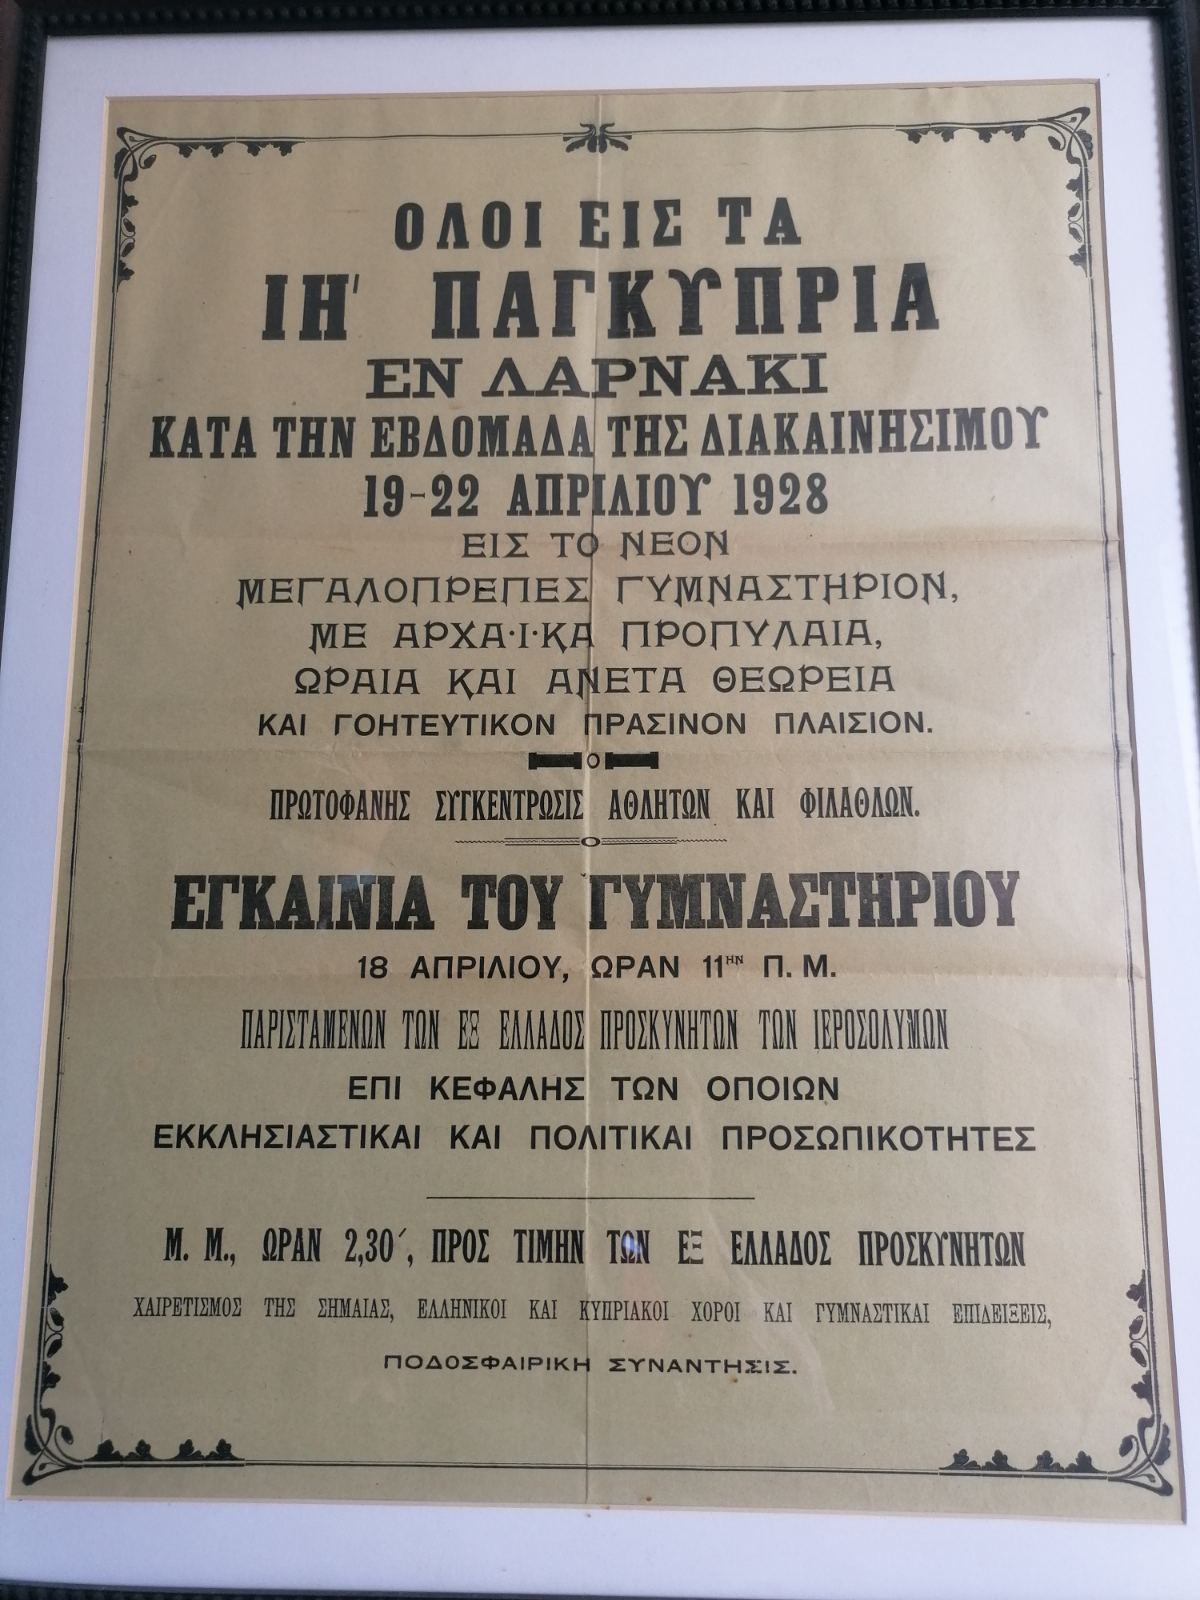 ΟΛΟΙ ΕΙΣ ΤΑ
ΙΗ' ΠΑΓΚΥΠΡΙΑ
ΕΝ ΛΑΡΝΑΚΙ
ΚΑΤΑ ΤΗΝ ΕΒΔΟΜΑΔΑ ΤΗΣ ΔΙΑΚΑΙΝΗΣΙΜΟΥ
19-22 ΑΠΡΙΛΙΟΥ 1928
ΕΙΣ ΤΟ ΝΕΟΝ
ΜΕΓΑΛΟΠΡΕΠΕΣ ΓΥΜΝΑΣΤΗΡΙΟΝ,
ΜΕ ΑΡΧΑ·Ι·ΚΑ ΠΡΟΠΥΛΑΙΑ,
ΩΡΑΙΑ ΚΑΙ ΑΝΕΤΑ ΘΕΩΡΕΙΑ
ΚΑΙ ΓΟΗΤΕΥΤΙΚΟΝ ΠΡΑΣΙΝΟΝ ΠΛΑΙΣΙΟΝ.
ΠΡΩΤΟΦΑΝΗΣ ΣΥΓΚΕΝΤΡΩΣΙΣ ΑΘΛΗΤΩΝ ΚΑΙ ΦΙΛΑΘΛΩΝ.
ΕΓΚΑΙΝΙΑ ΤΟΥ ΓΥΜΝΑΣΤΗΡΙΟΥ
18 ΑΠΡΙΛΙΟΥ, ΩΡΑΝ 11ΗΝ Π. Μ.
ΠΑΡΙΣΤΑΜΕΝΩΝ ΤΩΝ ΕΞ ΕΛΛΑΔΟΣ ΠΡΟΣΚΥΝΗΤΩΝ ΤΩΝ ΙΕΡΟΣΟΛΥΜΩΝ
ΕΠΙ ΚΕΦΑΛΗΣ ΤΩΝ ΟΠΟΙΩΝ
ΕΚΚΛΗΣΙΑΣΤΙΚΑΙ ΚΑΙ ΠΟΛΙΤΙΚΑΙ ΠΡΟΣΩΠΙΚΟΤΗΤΕΣ
Μ. Μ., ΩΡΑΝ 2,30´, ΠΡΟΣ ΤΙΜΗΝ ΤΩΝ ΕΞ ΕΛΛΑΔΟΣ ΠΡΟΣΚΥΝΗΤΩΝ
ΧΑΙΡΕΤΙΣΜΟΣ ΤΗΣ ΣΗΜΑΙΑΣ, ΕΛΛΗΝΙΚΟΙ ΚΑΙ ΚΥΠΡΙΑΚΟΙ ΧΟΡΟΙ ΚΑΙ ΓΥΜΝΑΣΤΙΚΑΙ ΕΠΙΔΕΙΞΕΙΣ,
ΠΟΔΟΣΦΑΙΡΙΚΗ ΣΥΝΑΝΤΗΣΙΣ.